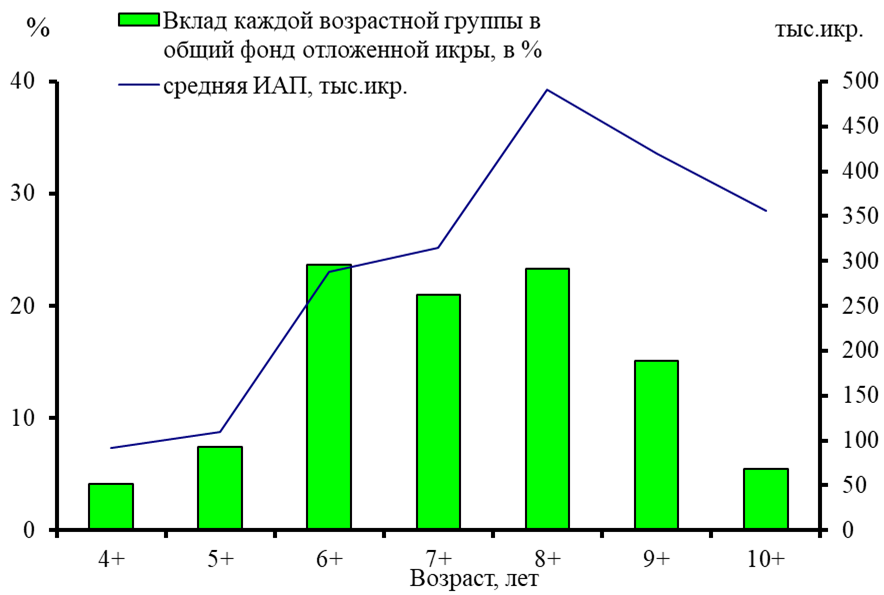 %
Вклад каждой возрастной группы в
общий фонд отложенной икры, в %
средняя ИАП, тыс.икр.
тыс.икр.
40
30
20
10
0
500
450
400
350
300
250
200
150
100
50
0
4+ 5+ 6+ 7+ 8+ 9+ 10+
Возраст, лет